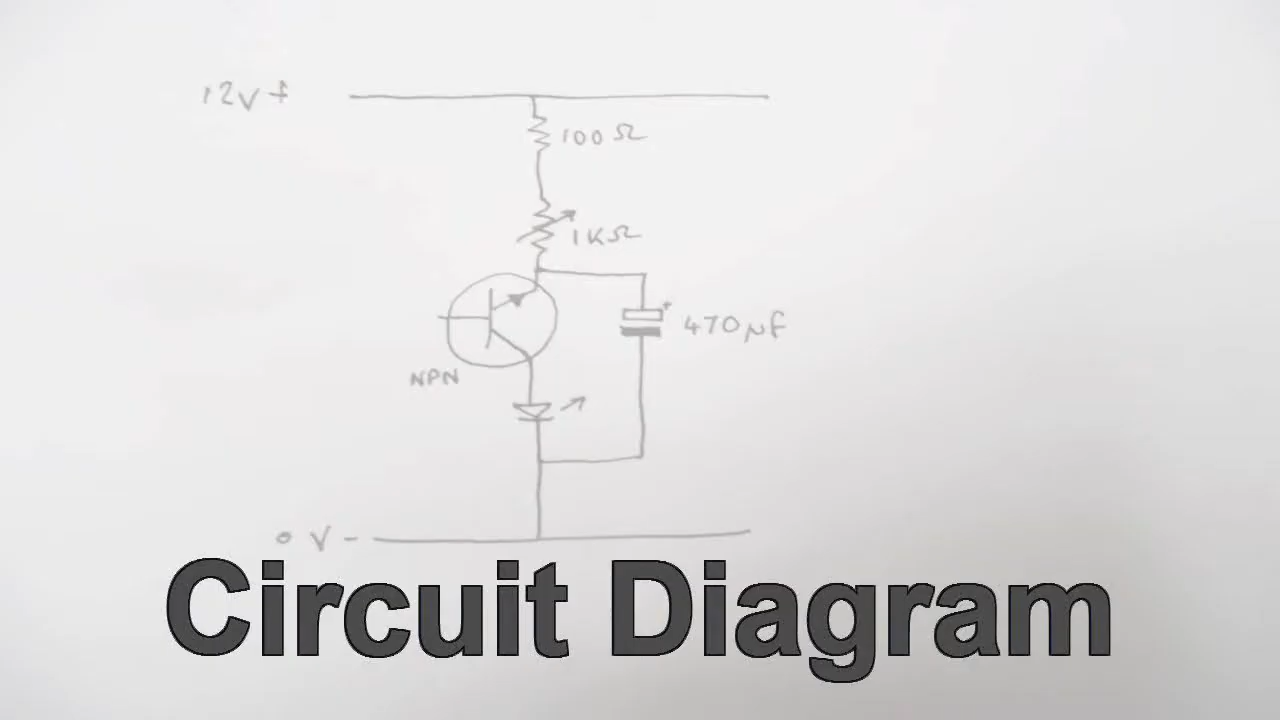 12V +
100 Ω
1KΩ
470 µf
NPN
0 V -
Circuit Diagram